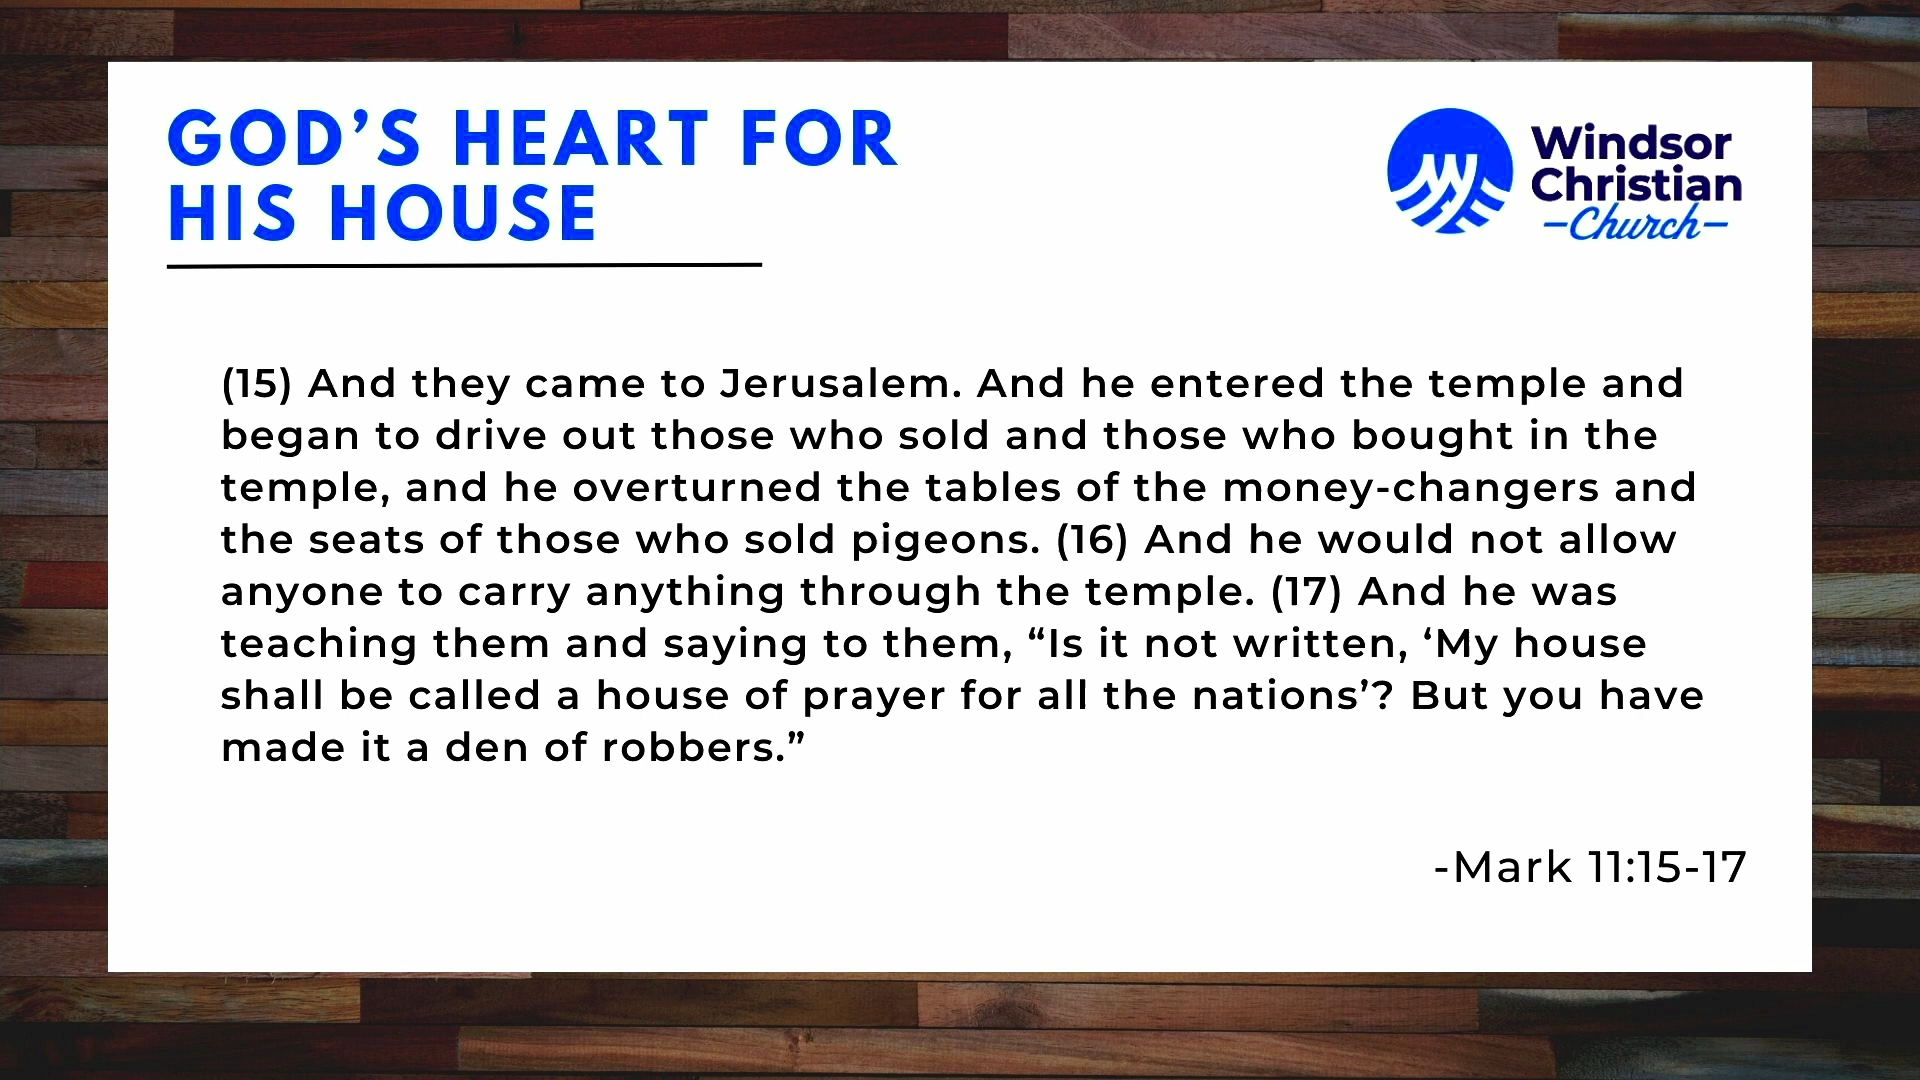 GOD’S HEART FOR
HIS HOUSE
Windsor
Christian
-Church-
(15) And they came to Jerusalem. And he entered the temple and
began to drive out those who sold and those who bought in the
temple, and he overturned the tables of the money-changers and
the seats of those who sold pigeons. (16) And he would not allow
anyone to carry anything through the temple. (17) And he was
teaching them and saying to them, “Is it not written, ‘My house
shall be called a house of prayer for all the nations’? But you have
made it a den of robbers.”
-Mark 11:15-17